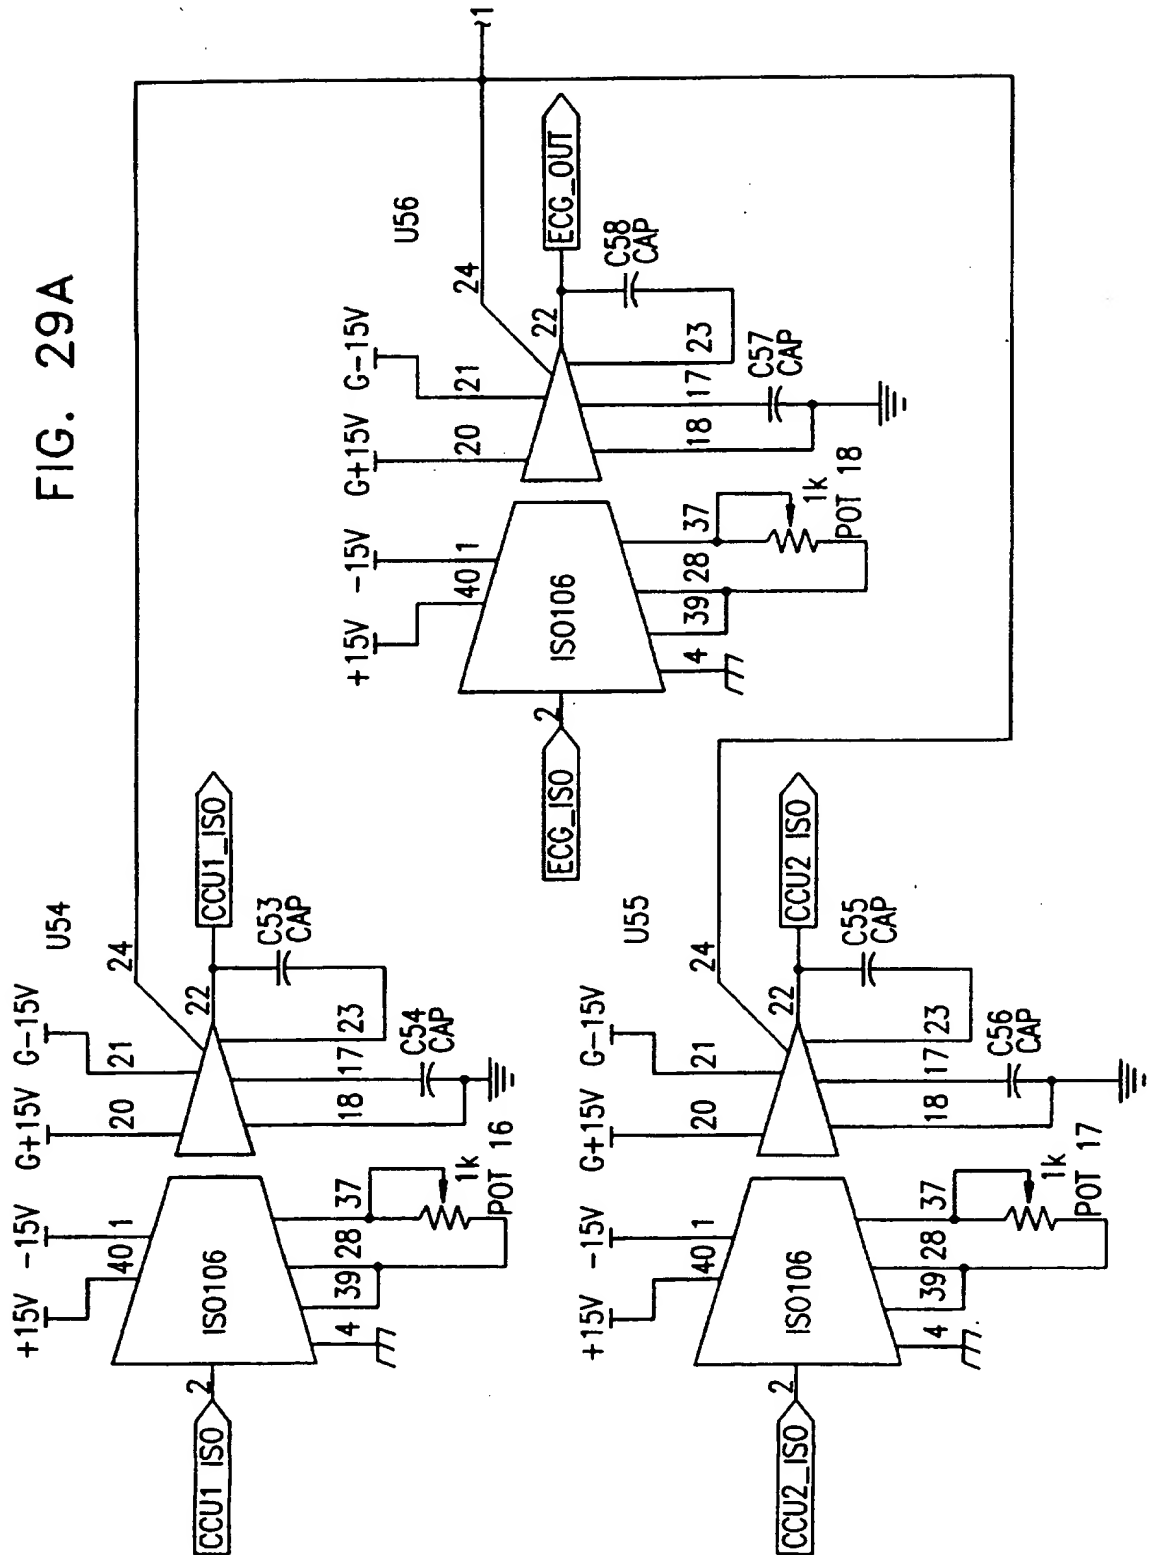 FIG. 29A
~1
U54
+15V
-15V
G+15V
G-15V
40
1
20
21
24
CCU1 ISO
2
ISO106
22
CCU1_ISO
4
39
28
37
18
17
23
1k
POT 16
C54
CAP
C53
CAP
U56
+15V
-15V
G+15V
G-15V
40
1
20
21
24
ECG_ISO
2
ISO106
22
ECG_OUT
4
39
28
37
18
17
23
1k
POT 18
C57
CAP
C58
CAP
U55
+15V
-15V
G+15V
G-15V
40
1
20
21
24
CCU2_ISO
2
ISO106
22
CCU2 ISO
4
39
28
37
18
17
23
1k
POT 17
C56
CAP
C55
CAP